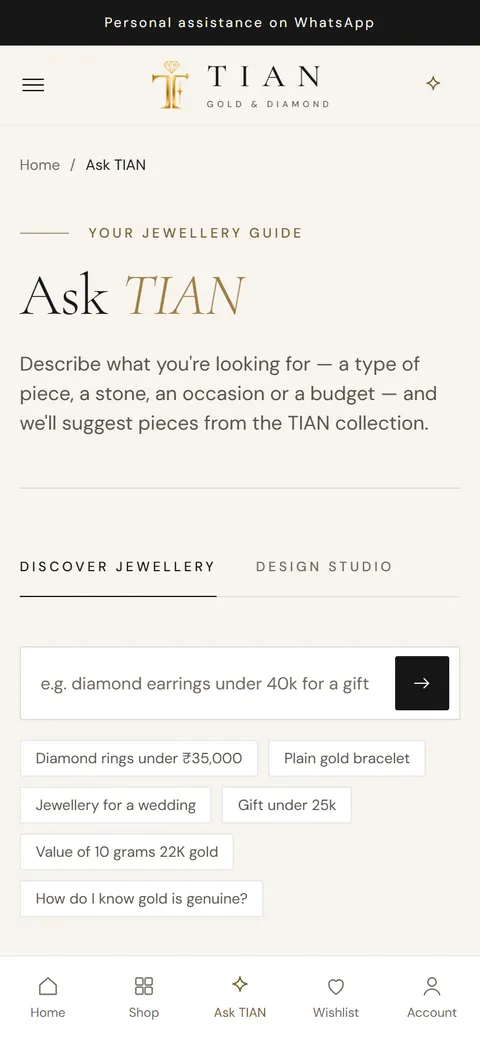 Personal assistance on WhatsApp
TIAN
GOLD & DIAMOND
Home / Ask TIAN
YOUR JEWELLERY GUIDE
Ask TIAN
Describe what you're looking for — a type of
piece, a stone, an occasion or a budget — and
we'll suggest pieces from the TIAN collection.
DISCOVER JEWELLERY DESIGN STUDIO
e.g. diamond earrings under 40k for a gift
Diamond rings under ₹35,000 Plain gold bracelet
Jewellery for a wedding Gift under 25k
Value of 10 grams 22K gold
How do I know gold is genuine?
Home Shop Ask TIAN Wishlist Account